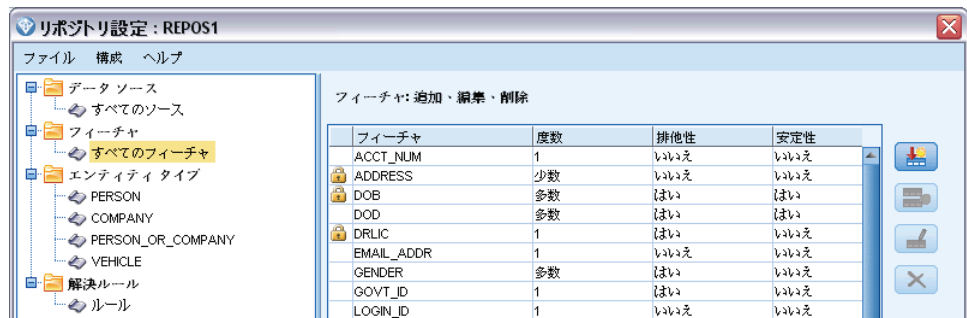 リポジトリ設定 : REPOS1
ファイル 構成 ヘルプ
データ ソース
すべてのソース
フィーチャ
すべてのフィーチャ
エンティティ タイプ
PERSON
COMPANY
PERSON_OR_COMPANY
VEHICLE
解決ルール
ルール
フィーチャ: 追加、編集、削除
フィーチャ 度数 排他性 安定性
ACCT_NUM 1 いいえ いいえ
ADDRESS 少数 いいえ いいえ
DOB 多数 はい はい
DOD 多数 はい はい
DRLIC 1 はい いいえ
EMAIL_ADDR 1 いいえ いいえ
GENDER 多数 はい いいえ
GOVT_ID 1 はい いいえ
LOGIN_ID 1 いいえ いいえ